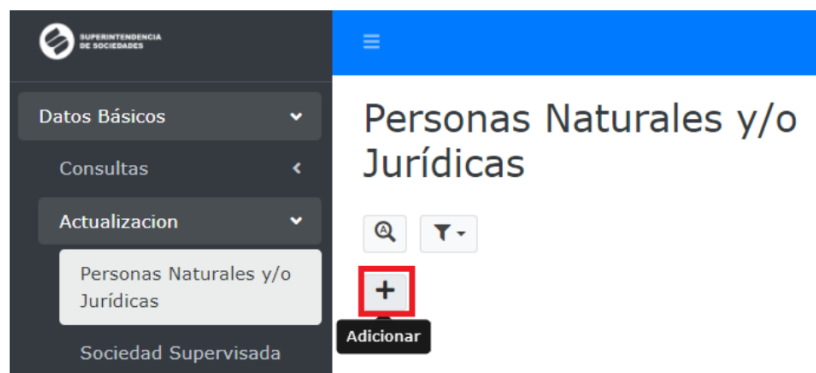 SUPERINTENDENCIA
DE SOCIEDADES
Datos Básicos
Consultas
Actualizacion
Personas Naturales y/o
Jurídicas
Sociedad Supervisada
Personas Naturales y/o
Jurídicas
Adicionar